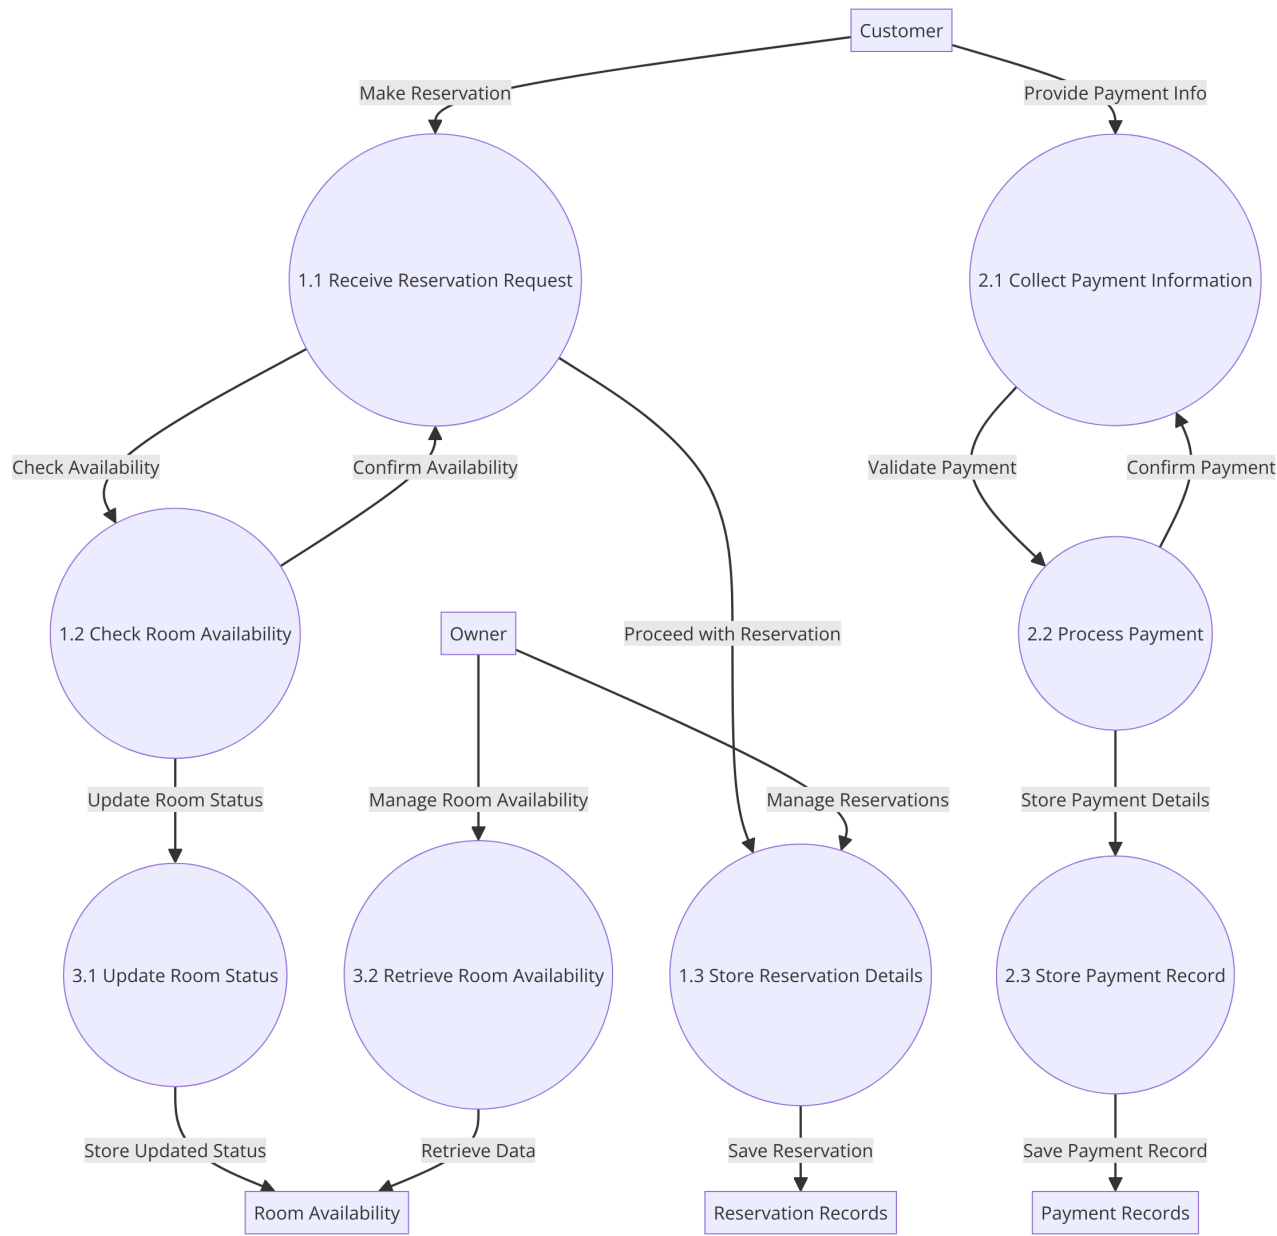 Customer
Make Reservation
Provide Payment Info
1.1 Receive Reservation Request
2.1 Collect Payment Information
Check Availability
Confirm Availability
Validate Payment
Confirm Payment
1.2 Check Room Availability
Owner
Proceed with Reservation
2.2 Process Payment
Update Room Status
Manage Room Availability
Manage Reservations
Store Payment Details
3.1 Update Room Status
3.2 Retrieve Room Availability
1.3 Store Reservation Details
2.3 Store Payment Record
Store Updated Status
Retrieve Data
Save Reservation
Save Payment Record
Room Availability
Reservation Records
Payment Records